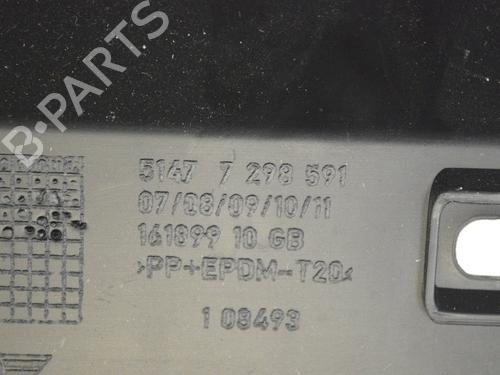 B-PARTS
5147 7 298 591
07/08/09/10/11
161899 10 GB
>PP+EPDM-T20<
1 08493